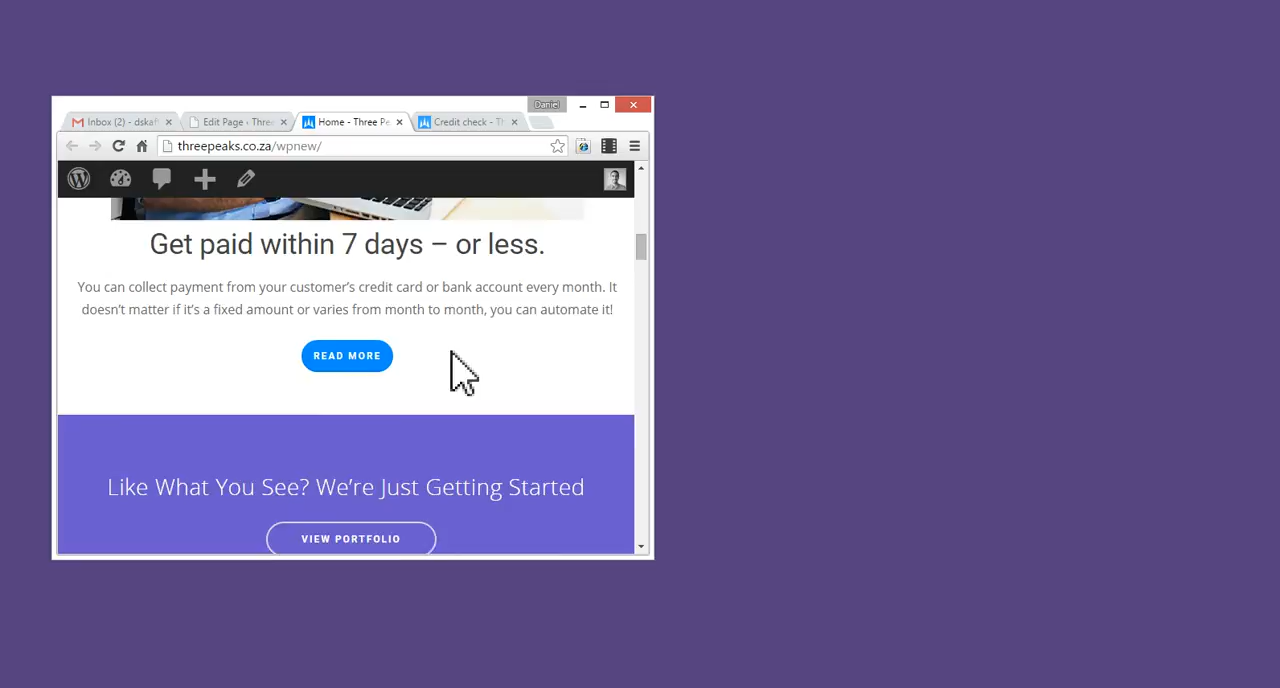 Daniel
Inbox (2) - dskaf
Edit Page ‹ Thre
Home - Three Pe
Credit check - Th
threepeaks.co.za/wpnew/
Get paid within 7 days – or less.
You can collect payment from your customer’s credit card or bank account every month. It
doesn’t matter if it’s a fixed amount or varies from month to month, you can automate it!
READ MORE
Like What You See? We’re Just Getting Started
VIEW PORTFOLIO